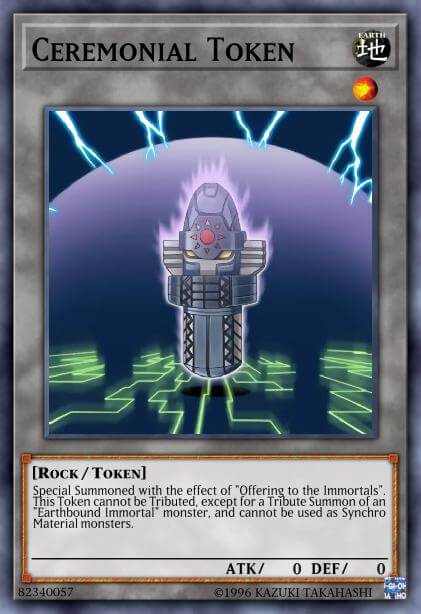 CEREMONIAL TOKEN
EARTH
地
[ROCK / TOKEN]
Special Summoned with the effect of "Offering to the Immortals".
This Token cannot be Tributed, except for a Tribute Summon of an
"Earthbound Immortal" monster, and cannot be used as Synchro
Material monsters.
ATK/ 0 DEF/ 0
82340057
©1996 KAZUKI TAKAHASHI